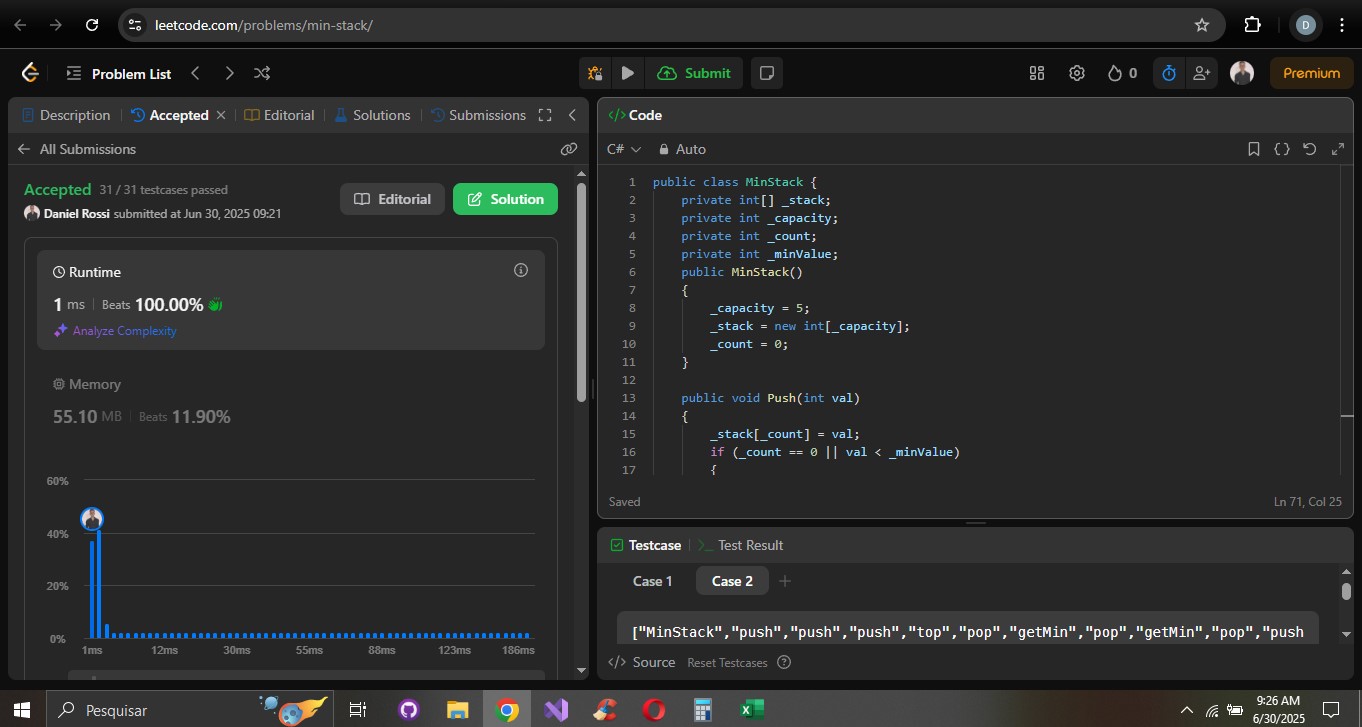 leetcode.com/problems/min-stack/
D
Problem List
Submit
0
Premium
Description
Accepted
Editorial
Solutions
Submissions
All Submissions
Accepted 31 / 31 testcases passed
Daniel Rossi submitted at Jun 30, 2025 09:21
Editorial
Solution
Runtime
1 ms Beats 100.00%
Analyze Complexity
Memory
55.10 MB Beats 11.90%
60%
40%
20%
0%
1ms 12ms 30ms 55ms 88ms 123ms 186ms
</> Code
C# Auto
1 public class MinStack {
2 private int[] _stack;
3 private int _capacity;
4 private int _count;
5 private int _minValue;
6 public MinStack()
7 {
8 _capacity = 5;
9 _stack = new int[_capacity];
10 _count = 0;
11 }
12
13 public void Push(int val)
14 {
15 _stack[_count] = val;
16 if (_count == 0 || val < _minValue)
17 {
Saved
Ln 71, Col 25
Testcase
>_ Test Result
Case 1
Case 2
+
["MinStack","push","push","push","top","pop","getMin","pop","getMin","pop","push
</> Source Reset Testcases ?
Pesquisar
9:26 AM
6/30/2025